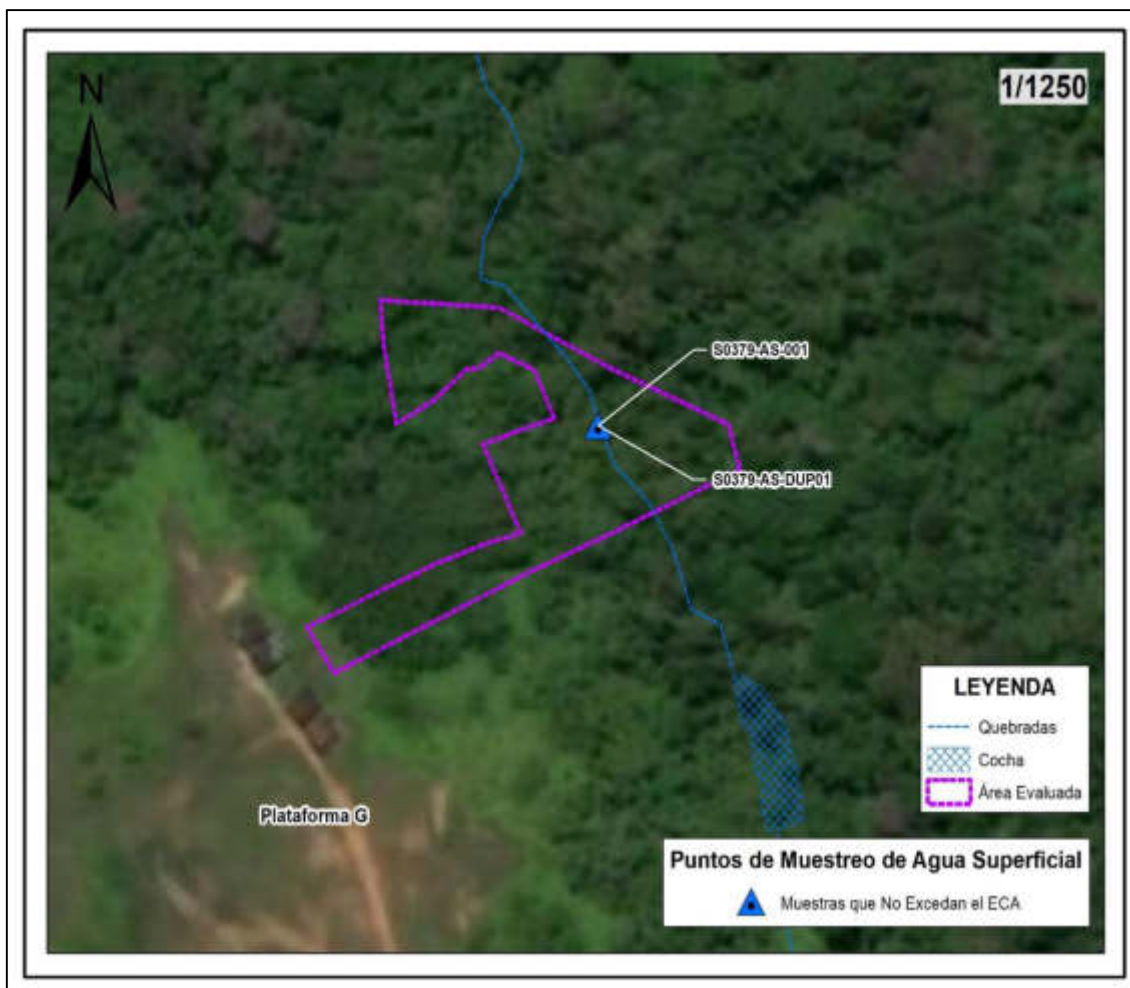 N
1/1250
S0379-AS-001
S0379-AS-DUP01
Plataforma G
LEYENDA
Quebradas
Cocha
Área Evaluada
Puntos de Muestreo de Agua Superficial
Muestras que No Excedan el ECA